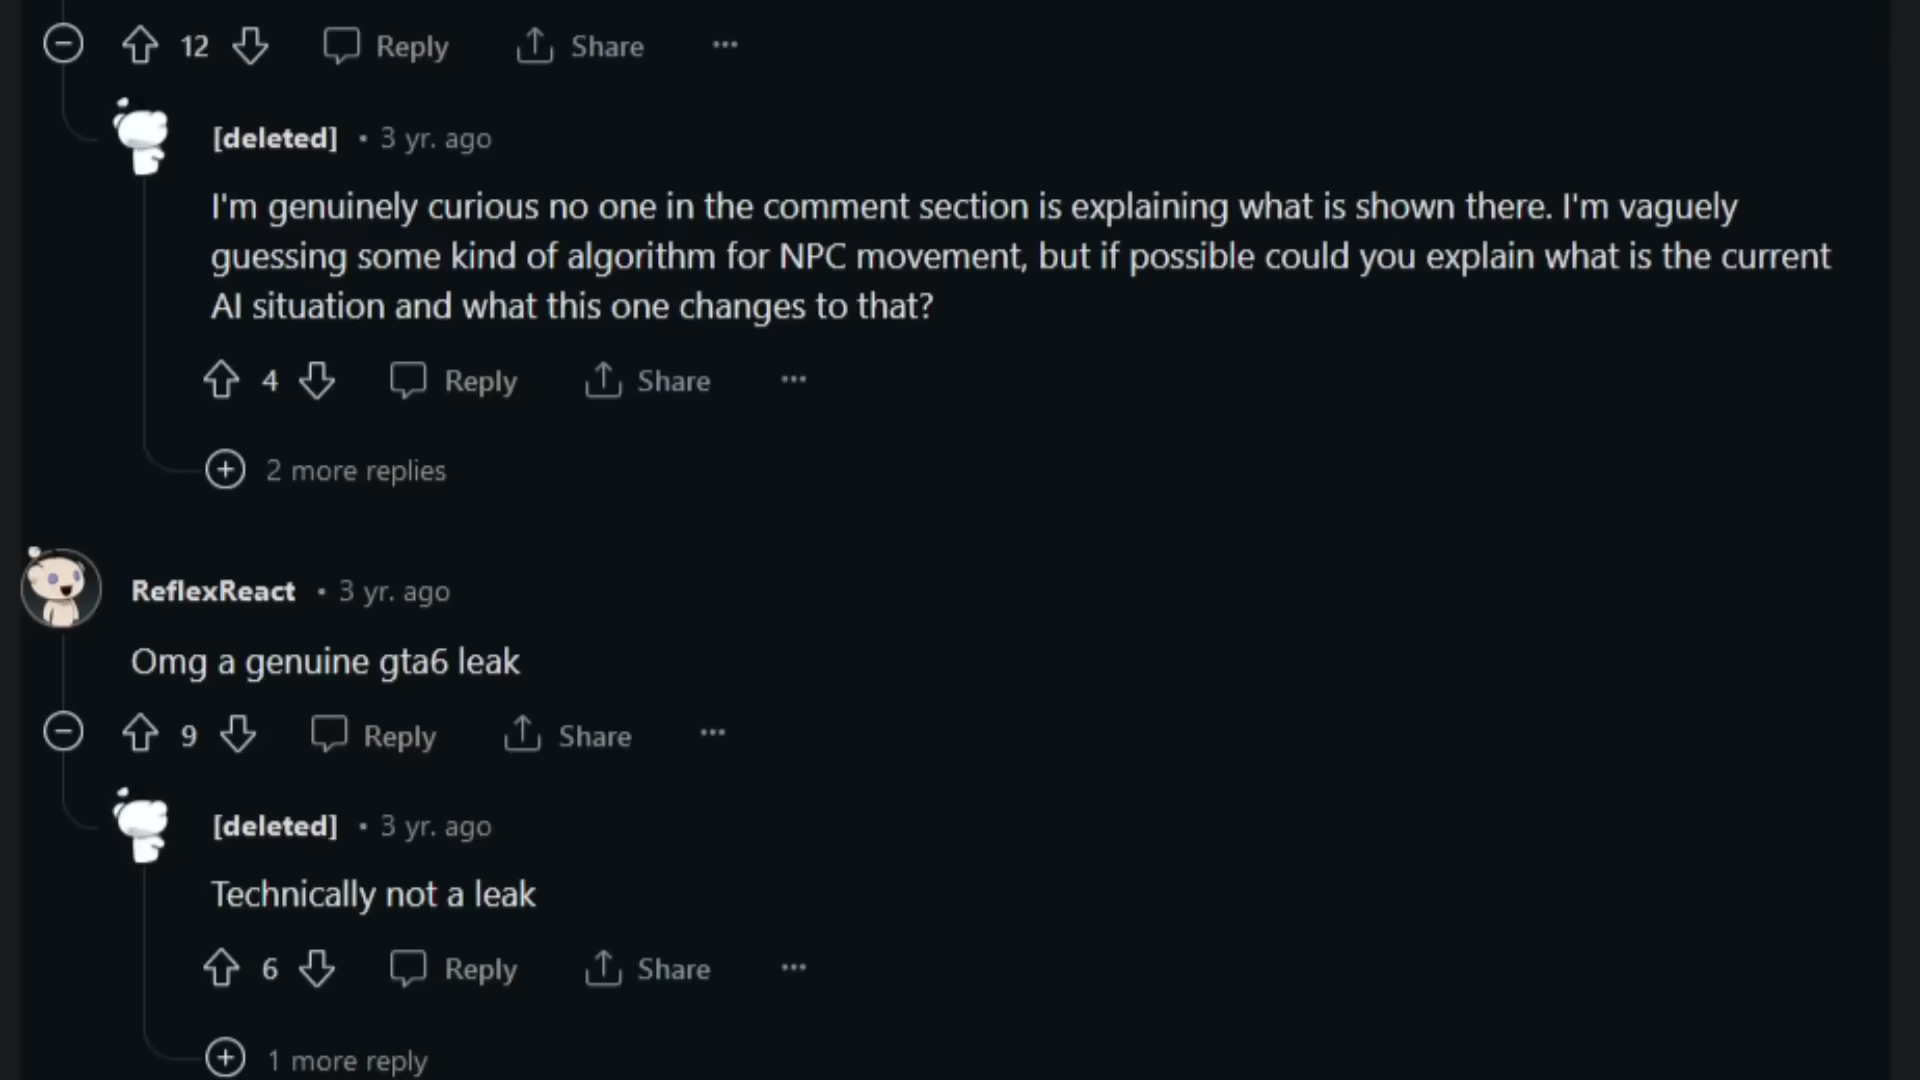 12 Reply Share ...
[deleted] • 3 yr. ago
I'm genuinely curious no one in the comment section is explaining what is shown there. I'm vaguely
guessing some kind of algorithm for NPC movement, but if possible could you explain what is the current
AI situation and what this one changes to that?
4 Reply Share ...
2 more replies
ReflexReact • 3 yr. ago
Omg a genuine gta6 leak
9 Reply Share ...
[deleted] • 3 yr. ago
Technically not a leak
6 Reply Share ...
1 more reply